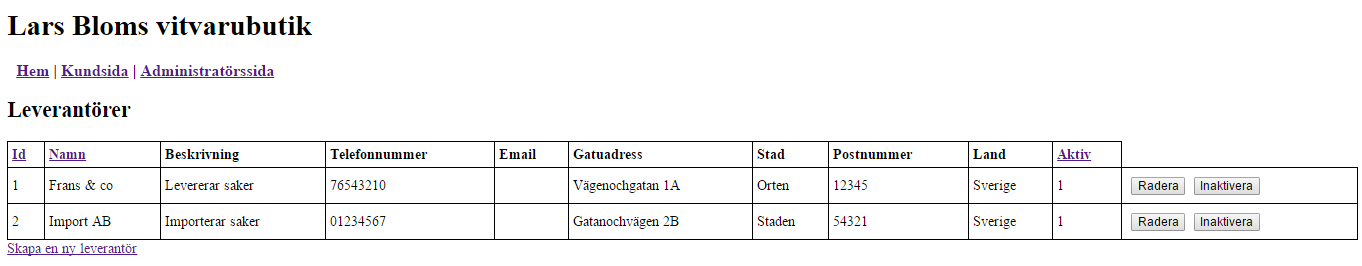 Lars Bloms vitvarubutik
Hem | Kundsida | Administratörssida
Leverantörer
Id Namn Beskrivning Telefonnummer Email Gatuadress Stad Postnummer Land Aktiv
1 Frans & co Levererar saker 76543210 Vägenochgatan 1A Orten 12345 Sverige 1 Radera Inaktivera
2 Import AB Importerar saker 01234567 Gatanochvägen 2B Staden 54321 Sverige 1 Radera Inaktivera
Skapa en ny leverantör